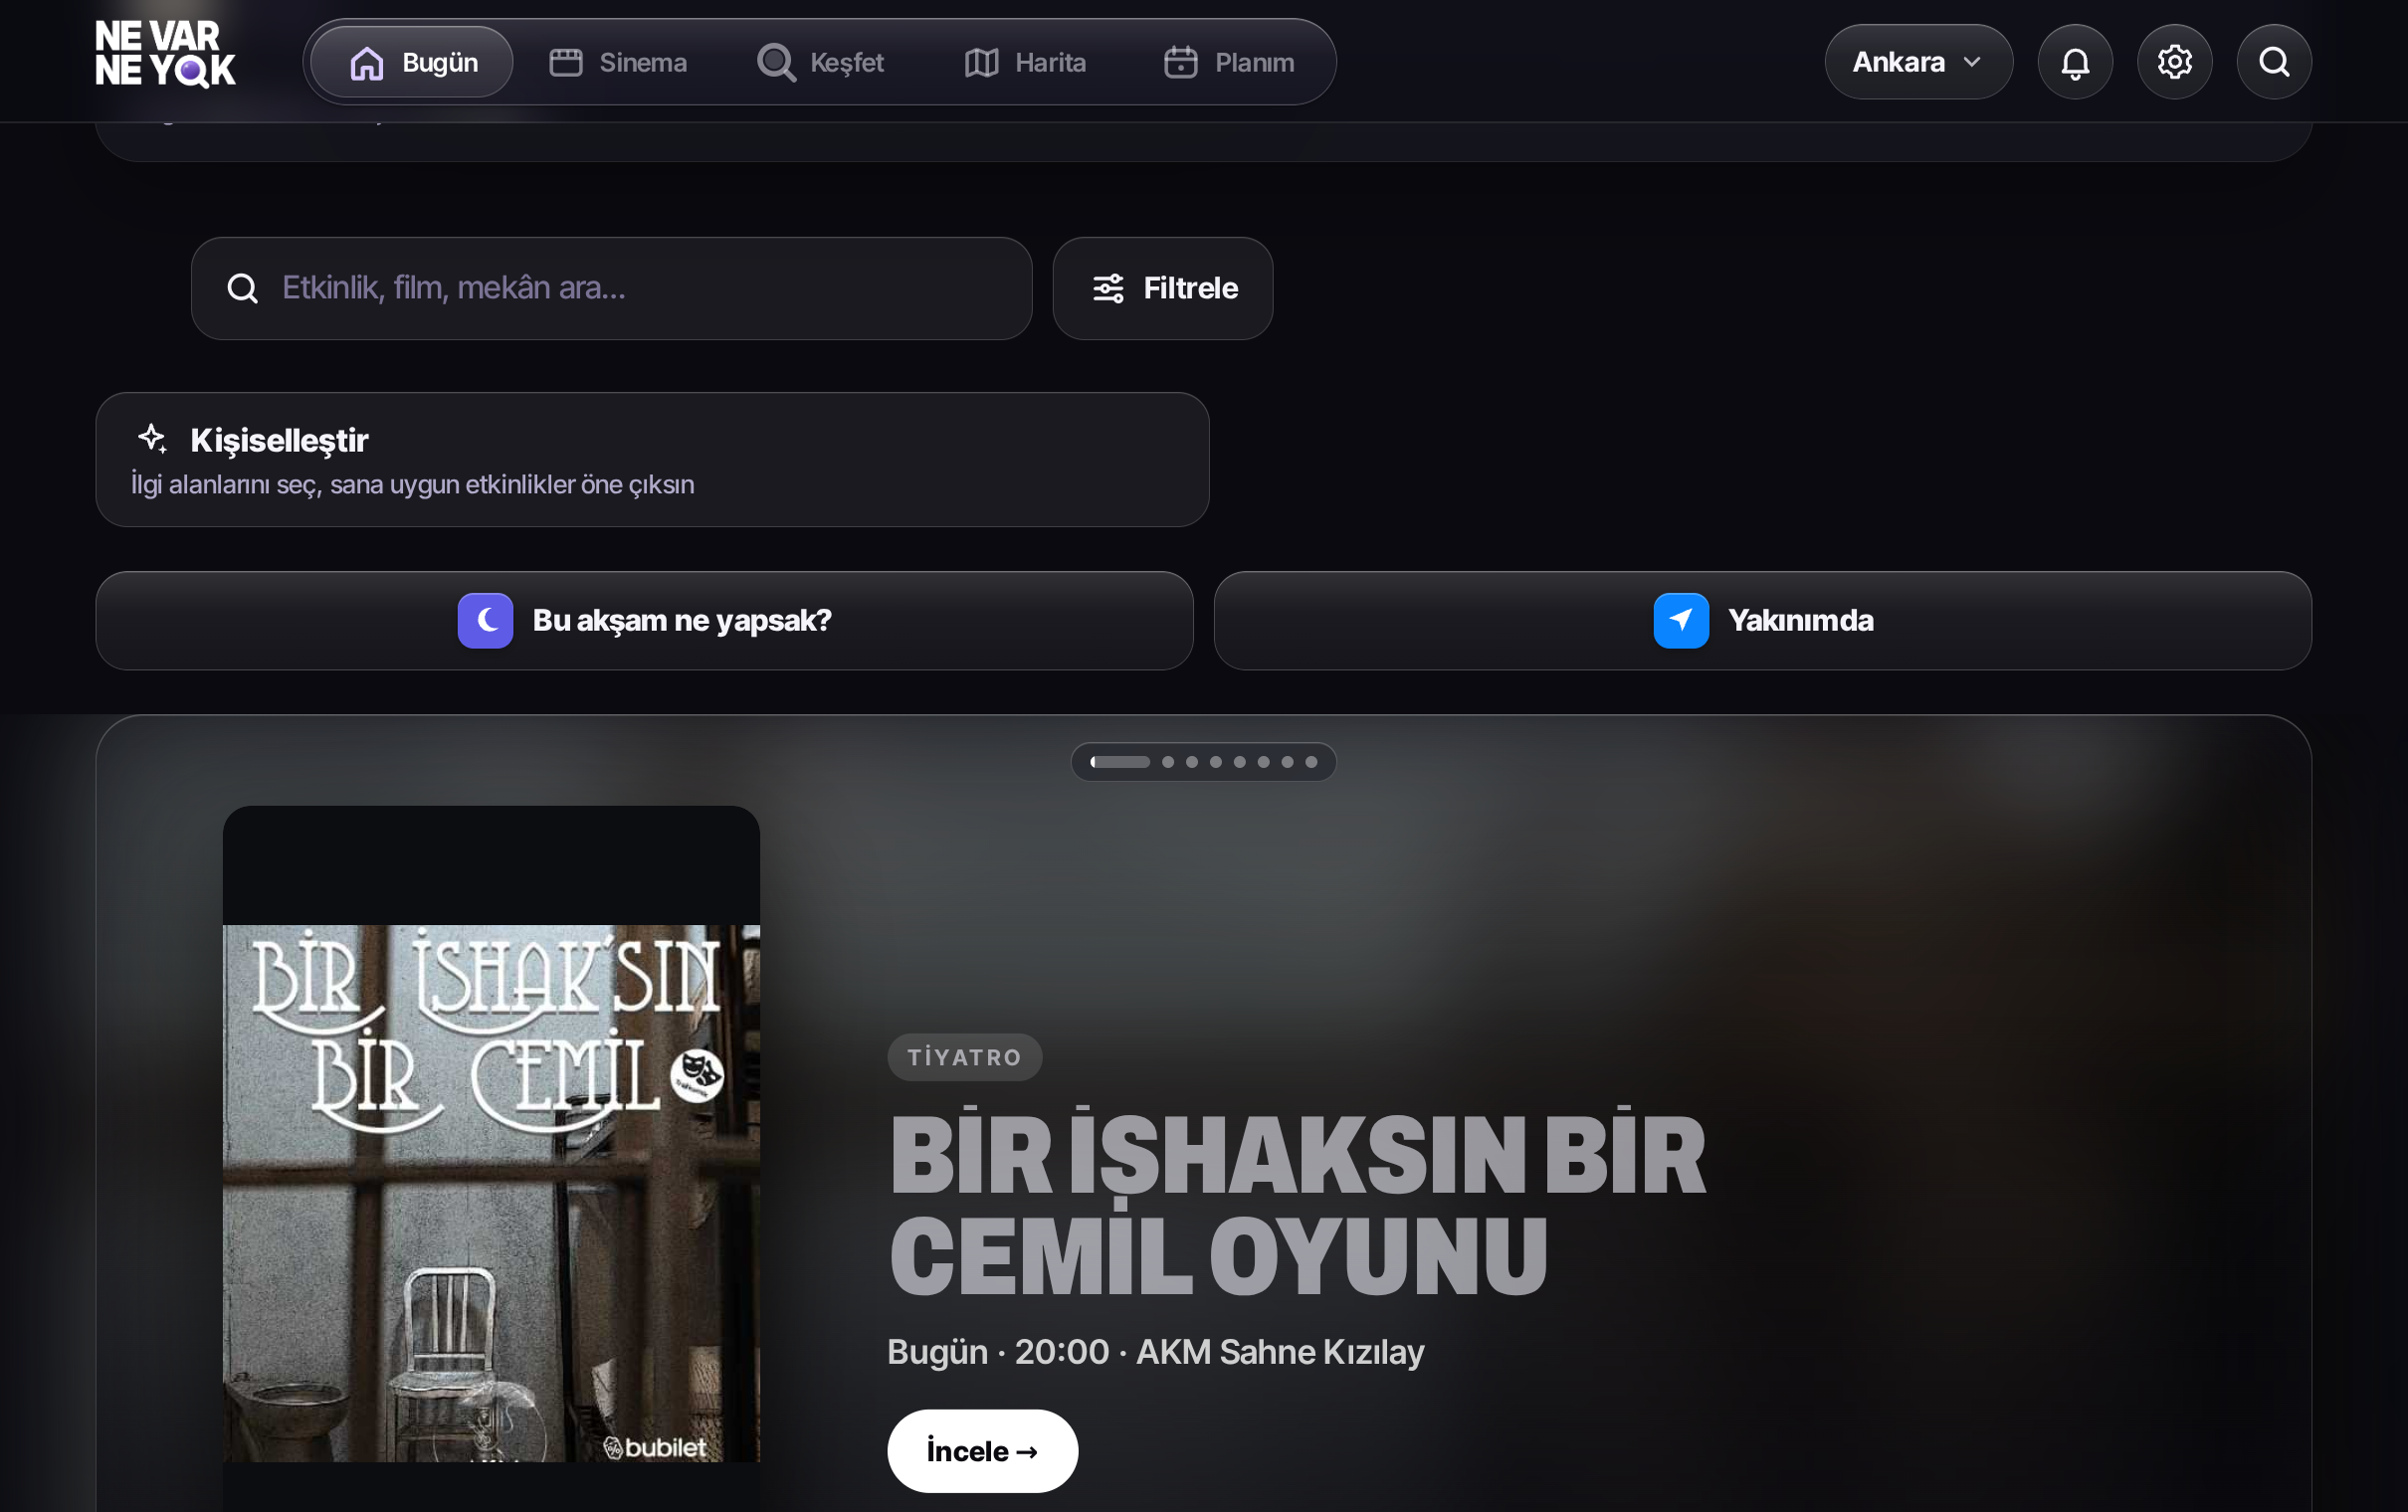 NE VAR
NE YOK
Bugün
Sinema
Keşfet
Harita
Planım
Ankara
Etkinlik, film, mekân ara...
Filtrele
Kişiselleştir
İlgi alanlarını seç, sana uygun etkinlikler öne çıksın
Bu akşam ne yapsak?
Yakınımda
BİR İSHAK'SIN
BİR CEMİL
bubilet
TİYATRO
BİR İSHAKSIN BİR
CEMİL OYUNU
Bugün · 20:00 · AKM Sahne Kızılay
İncele →